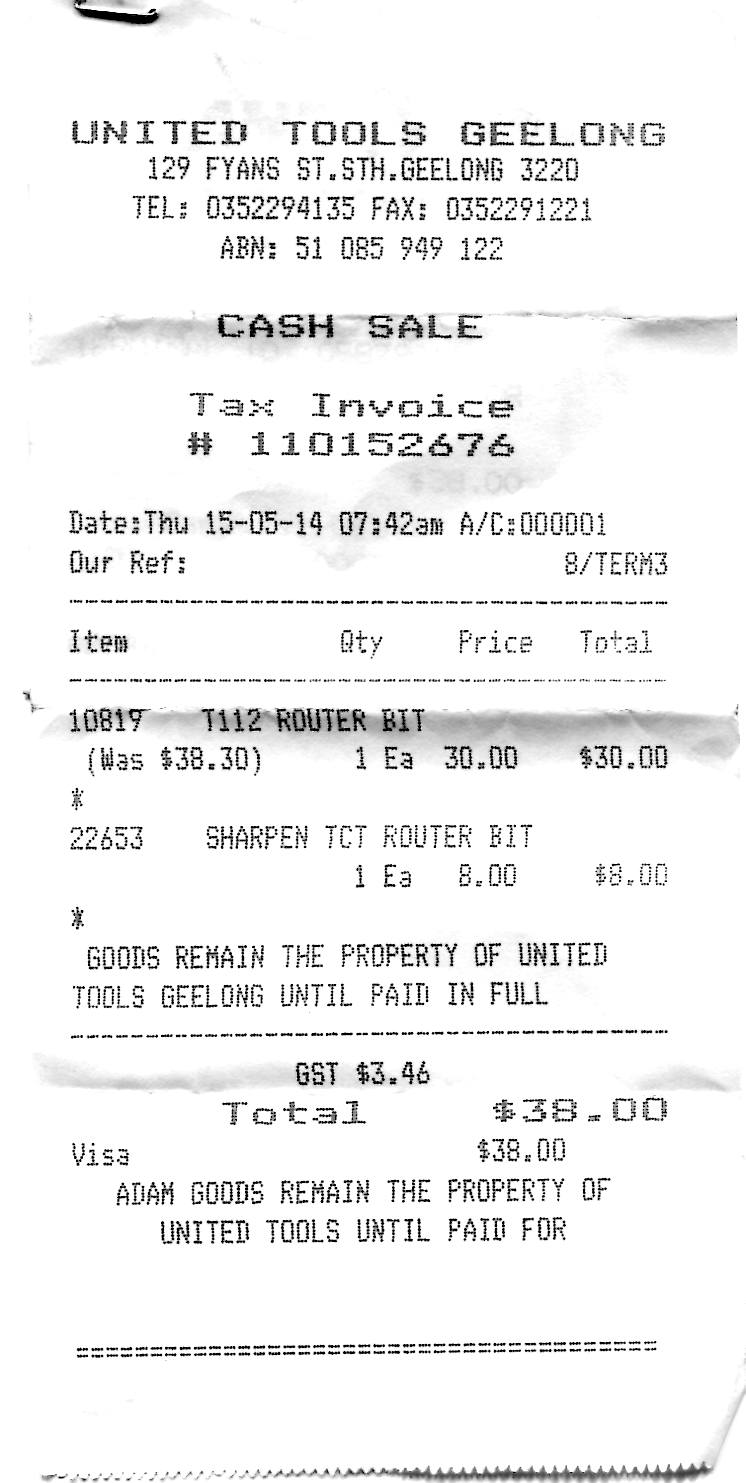 UNITED TOOLS GEELONG
129 FYANS ST.STH.GEELONG 3220
TEL: 0352294135 FAX: 0352291221
ABN: 51 085 949 122
CASH SALE
Tax Invoice
# 110152676
Date:Thu 15-05-14 07:42am A/C:000001
Our Ref: 8/TERM3
Item Qty Price Total
10819 T112 ROUTER BIT
(Was $38.30) 1 Ea 30.00 $30.00
*
22653 SHARPEN TCT ROUTER BIT
1 Ea 8.00 $8.00
*
GOODS REMAIN THE PROPERTY OF UNITED
TOOLS GEELONG UNTIL PAID IN FULL
GST $3.46
Total $38.00
Visa $38.00
ADAM GOODS REMAIN THE PROPERTY OF
UNITED TOOLS UNTIL PAID FOR